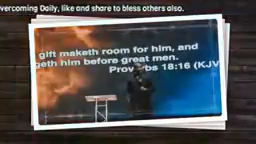 vercoming Daily, like and share to bless others also.
gift maketh room for him, and
geth him before great men.
Proverbs 18:16 (KJV